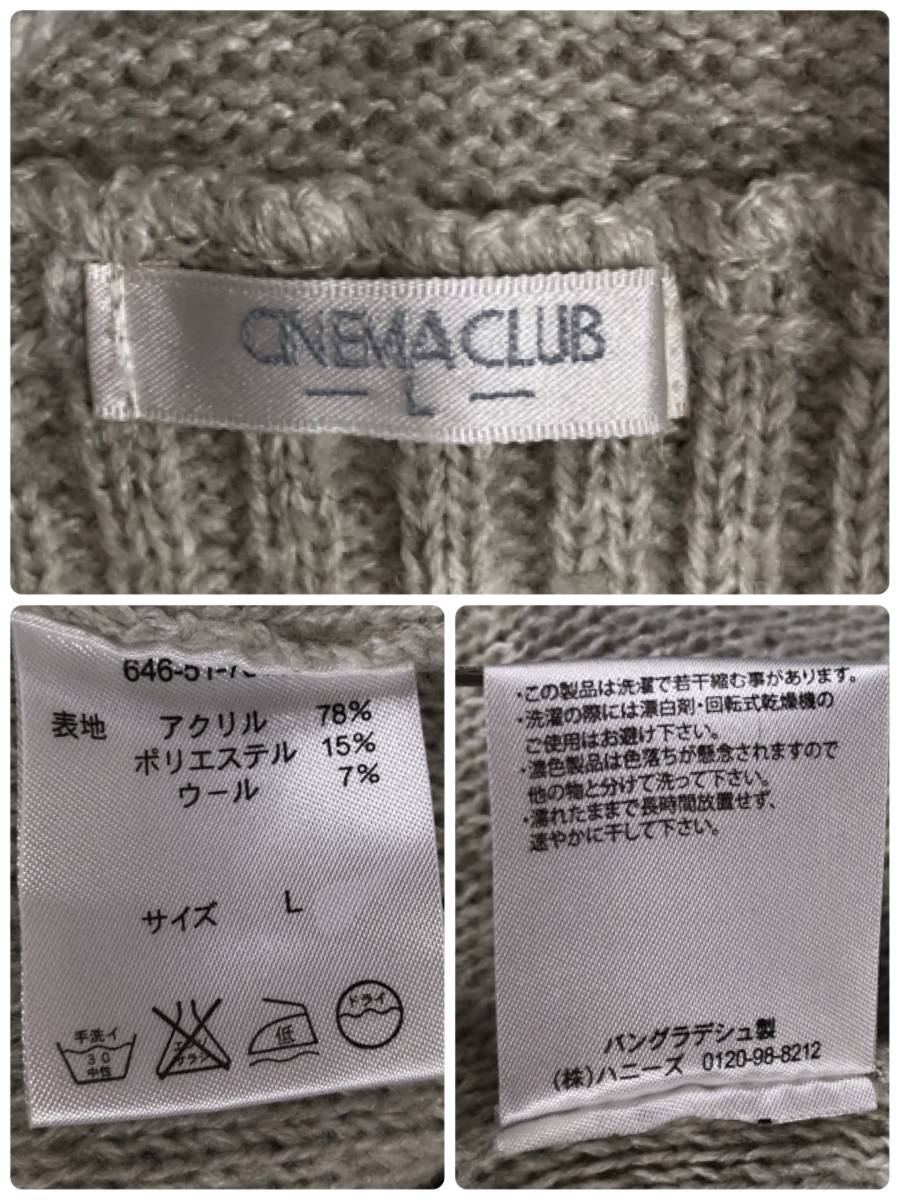 CINEMA CLUB
— L —
表地 アクリル 78%
ポリエステル 15%
ウール 7%
サイズ L
手洗イ
30
中性
エンソ
サラシ
低
ドライ
・この製品は洗濯で若干縮む事があります。
・洗濯の際には漂白剤・回転式乾燥機の
ご使用はお避け下さい。
・濃色製品は色落ちが懸念されますので
他の物と分けて洗って下さい。
・濡れたままで長時間放置せず、
速やかに干して下さい。
バングラデシュ製
(株)ハニーズ 0120-98-8212